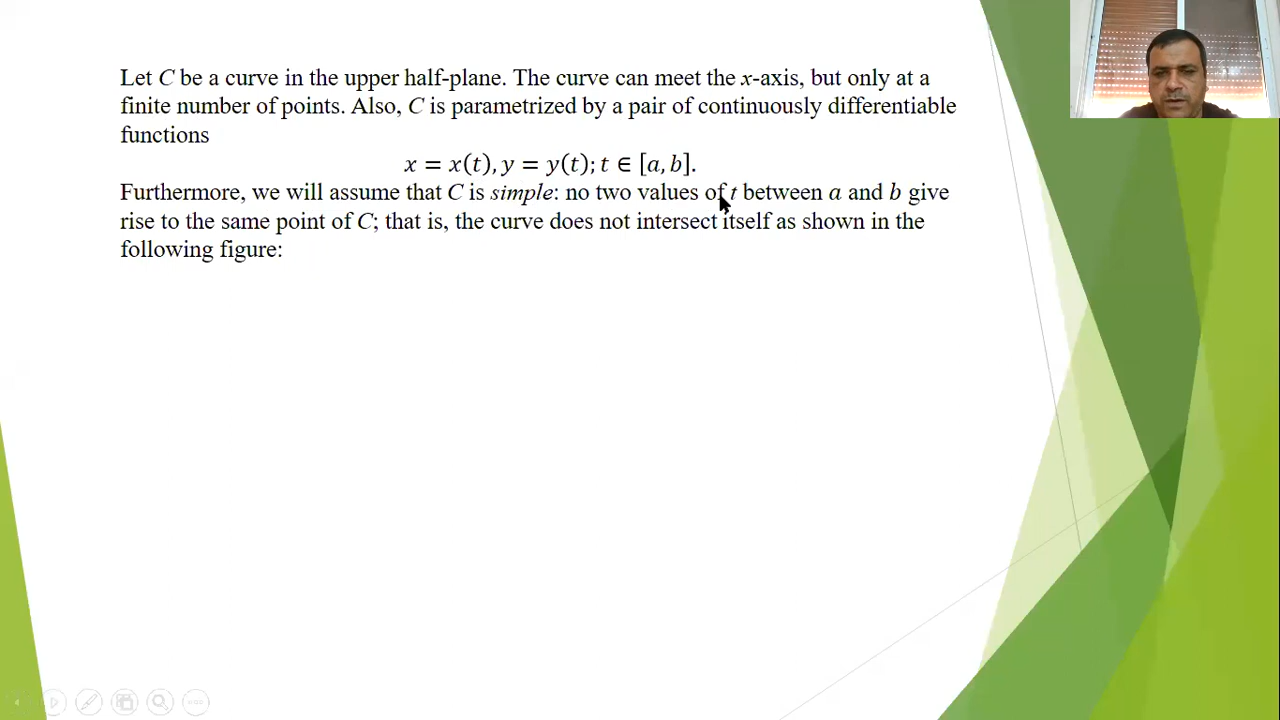 Let C be a curve in the upper half-plane. The curve can meet the x-axis, but only at a
finite number of points. Also, C is parametrized by a pair of continuously differentiable
functions
x = x(t), y = y(t); t ∈ [a, b].
Furthermore, we will assume that C is simple: no two values of t between a and b give
rise to the same point of C; that is, the curve does not intersect itself as shown in the
following figure: